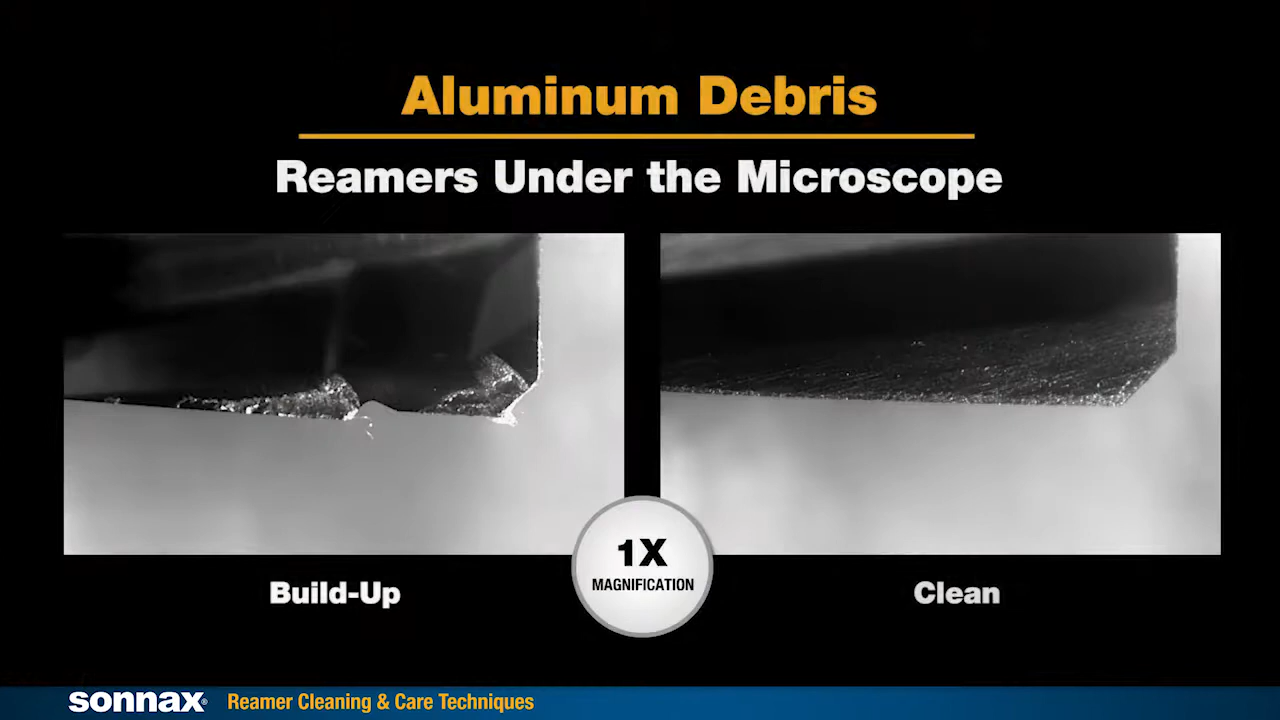 Aluminum Debris
Reamers Under the Microscope
1X
MAGNIFICATION
Build-Up
Clean
sonnax® Reamer Cleaning & Care Techniques